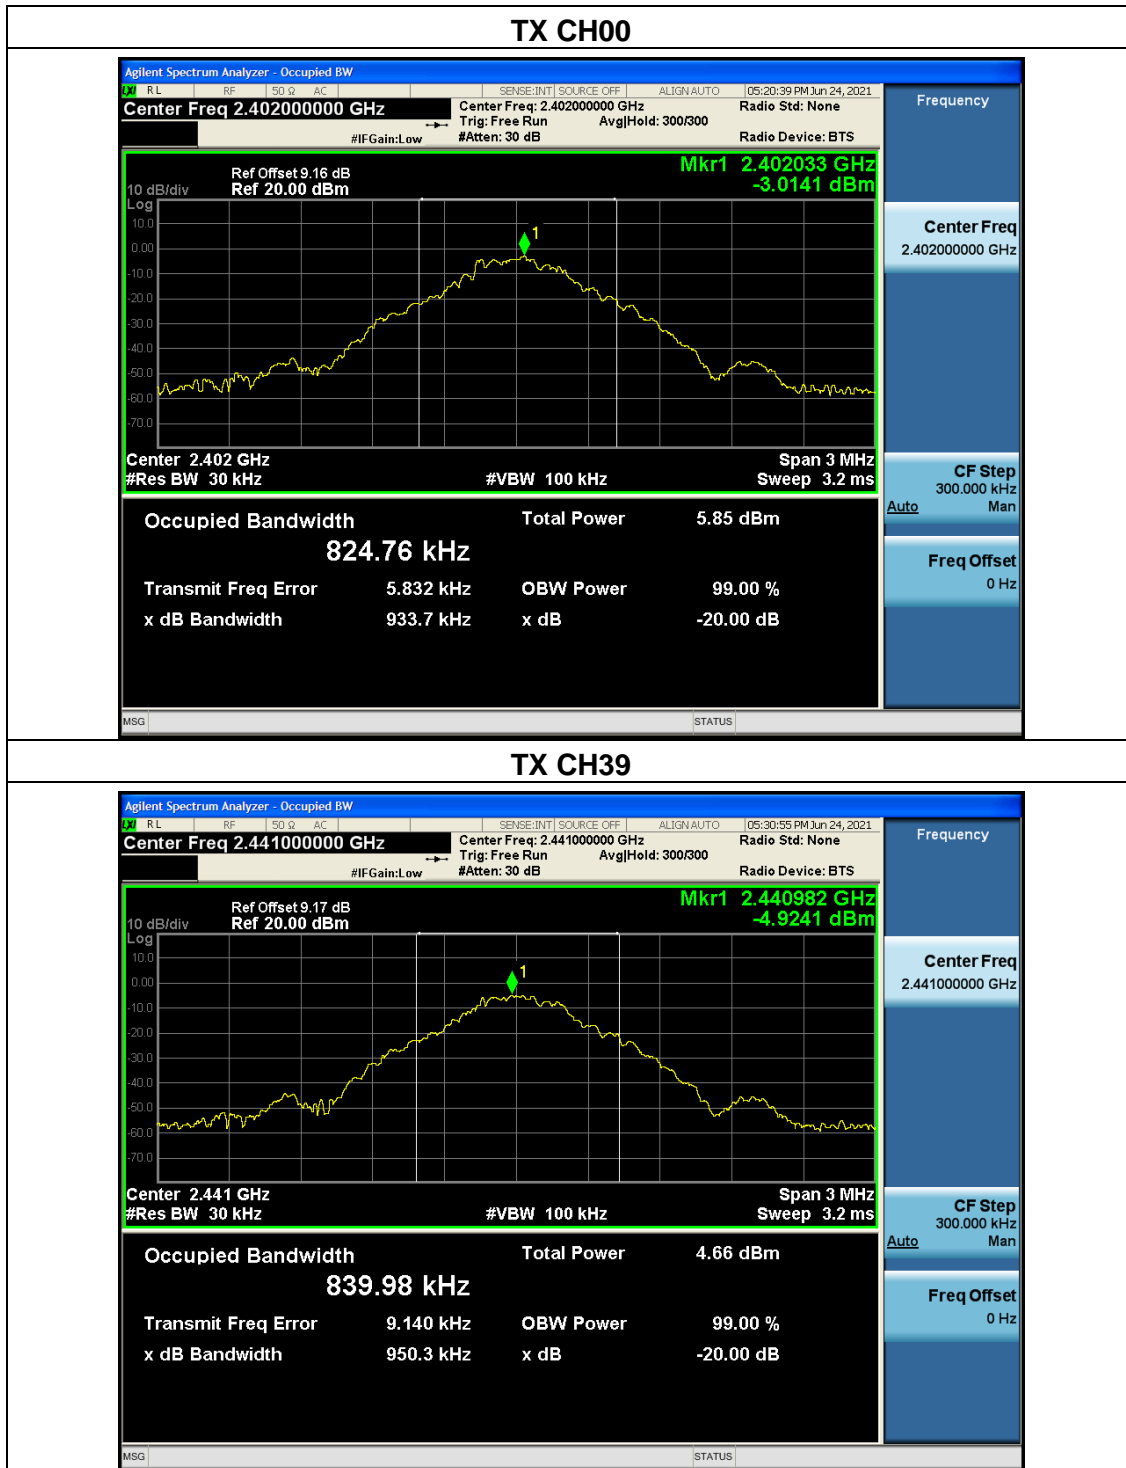 TX CH00
Agilent Spectrum Analyzer - Occupied BW
LXI RL RF 50 Ω AC SENSE:INT SOURCE OFF ALIGN AUTO 05:20:39 PM Jun 24, 2021
Center Freq 2.402000000 GHz
Center Freq: 2.402000000 GHz Radio Std: None
Trig: Free Run Avg|Hold: 300/300
#IFGain:Low #Atten: 30 dB Radio Device: BTS
Frequency
Mkr1 2.402033 GHz
-3.0141 dBm
Ref Offset 9.16 dB
10 dB/div Ref 20.00 dBm
Log
10.0
0.00
-10.0
-20.0
-30.0
-40.0
-50.0
-60.0
-70.0
1
Center 2.402 GHz Span 3 MHz
#Res BW 30 kHz #VBW 100 kHz Sweep 3.2 ms
Occupied Bandwidth Total Power 5.85 dBm
824.76 kHz
Transmit Freq Error 5.832 kHz OBW Power 99.00 %
x dB Bandwidth 933.7 kHz x dB -20.00 dB
Center Freq
2.402000000 GHz
CF Step
300.000 kHz
Auto Man
Freq Offset
0 Hz
MSG STATUS
TX CH39
Agilent Spectrum Analyzer - Occupied BW
LXI RL RF 50 Ω AC SENSE:INT SOURCE OFF ALIGN AUTO 05:30:55 PM Jun 24, 2021
Center Freq 2.441000000 GHz
Center Freq: 2.441000000 GHz Radio Std: None
Trig: Free Run Avg|Hold: 300/300
#IFGain:Low #Atten: 30 dB Radio Device: BTS
Frequency
Mkr1 2.440982 GHz
-4.9241 dBm
Ref Offset 9.17 dB
10 dB/div Ref 20.00 dBm
Log
10.0
0.00
-10.0
-20.0
-30.0
-40.0
-50.0
-60.0
-70.0
1
Center 2.441 GHz Span 3 MHz
#Res BW 30 kHz #VBW 100 kHz Sweep 3.2 ms
Occupied Bandwidth Total Power 4.66 dBm
839.98 kHz
Transmit Freq Error 9.140 kHz OBW Power 99.00 %
x dB Bandwidth 950.3 kHz x dB -20.00 dB
Center Freq
2.441000000 GHz
CF Step
300.000 kHz
Auto Man
Freq Offset
0 Hz
MSG STATUS